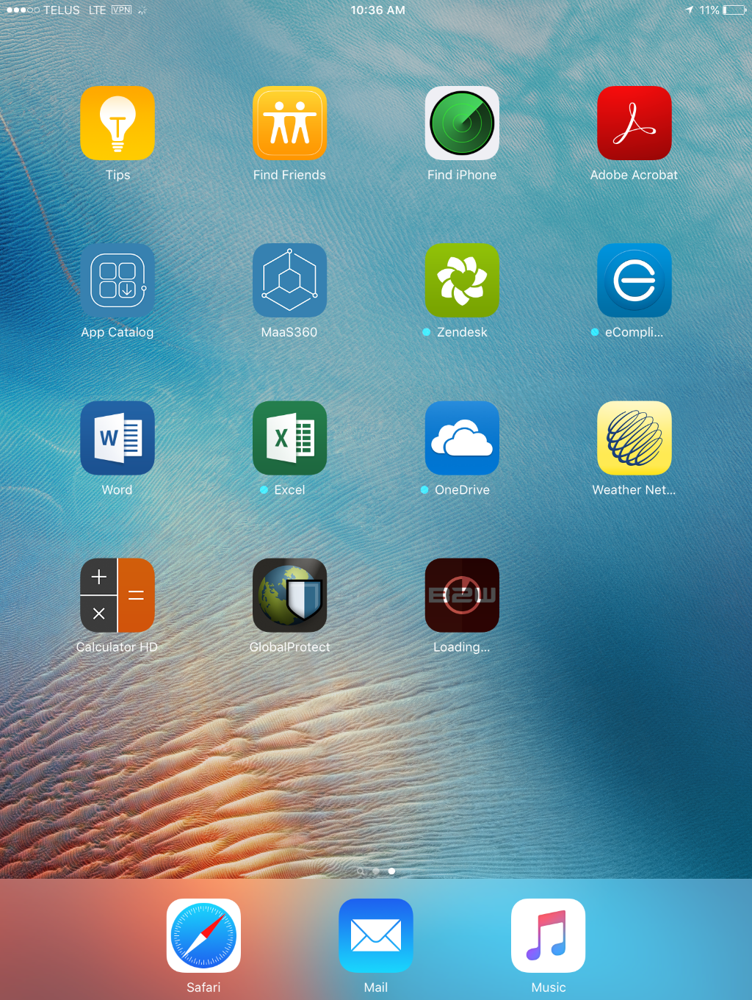 TELUS LTE VPN 10:36 AM 11%
Tips Find Friends Find iPhone Adobe Acrobat
App Catalog MaaS360 Zendesk eCompli...
W X
Word Excel OneDrive Weather Net...
B2W
Calculator HD GlobalProtect Loading...
Safari Mail Music